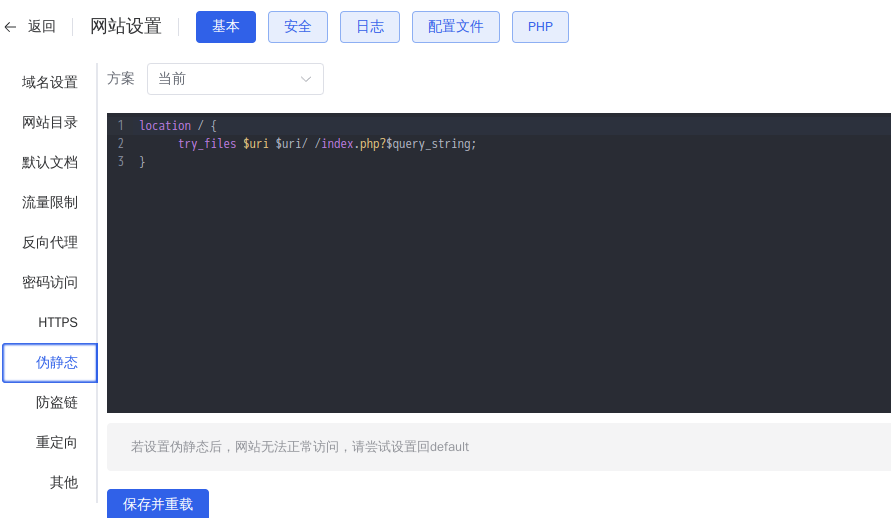 返回 网站设置 基本 安全 日志 配置文件 PHP
域名设置
网站目录
默认文档
流量限制
反向代理
密码访问
HTTPS
伪静态
防盗链
重定向
其他
方案 当前
1 location / {
2 try_files $uri $uri/ /index.php?$query_string;
3 }
若设置伪静态后，网站无法正常访问，请尝试设置回default
保存并重载